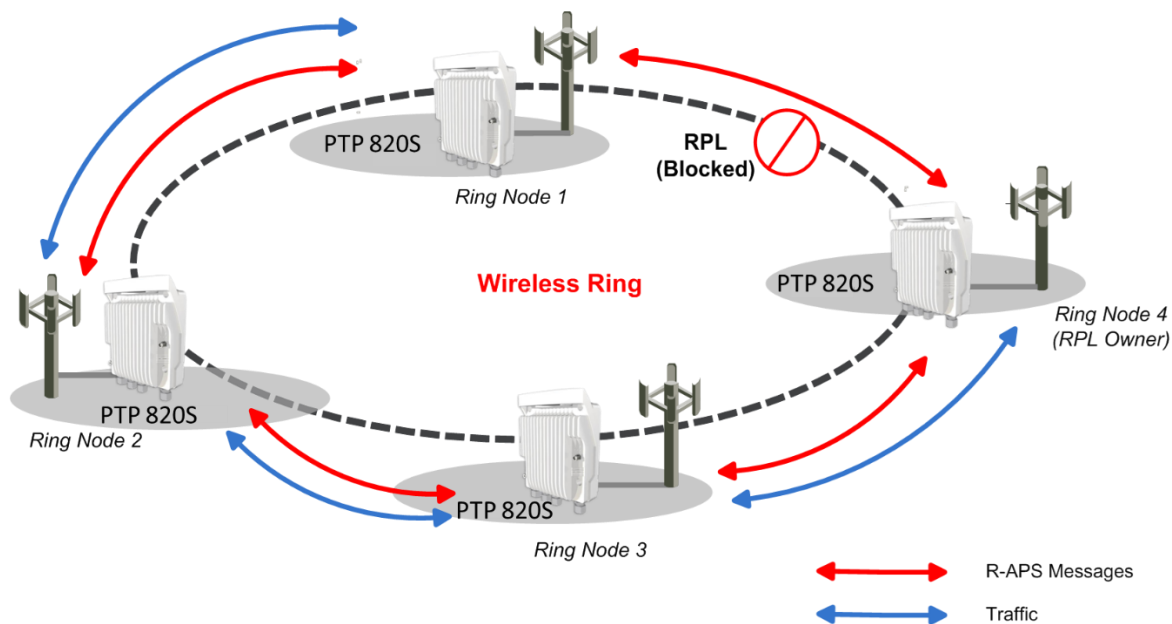 PTP 820S
Ring Node 1
RPL
(Blocked)
PTP 820S
Ring Node 4
(RPL Owner)
Wireless Ring
PTP 820S
Ring Node 2
PTP 820S
Ring Node 3
R-APS Messages
Traffic